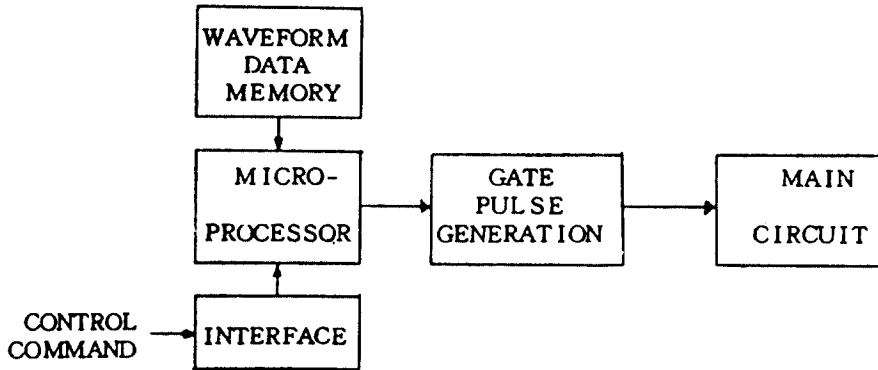 WAVEFORM
DATA
MEMORY
MICRO-
PROCESSOR
GATE
PULSE
GENERATION
MAIN
CIRCUIT
CONTROL
COMMAND
INTERFACE